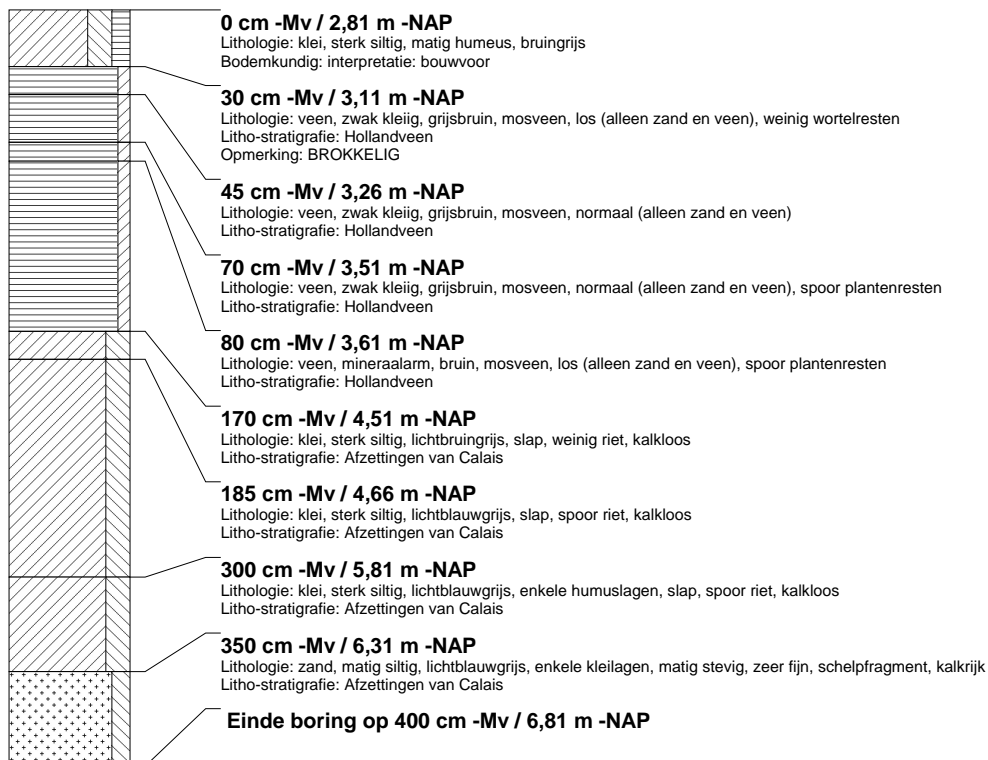 0 cm -Mv / 2,81 m -NAP
Lithologie: klei, sterk siltig, matig humeus, bruingrijs
Bodemkundig: interpretatie: bouwvoor
30 cm -Mv / 3,11 m -NAP
Lithologie: veen, zwak kleiig, grijsbruin, mosveen, los (alleen zand en veen), weinig wortelresten
Litho-stratigrafie: Hollandveen
Opmerking: BROKKELIG
45 cm -Mv / 3,26 m -NAP
Lithologie: veen, zwak kleiig, grijsbruin, mosveen, normaal (alleen zand en veen)
Litho-stratigrafie: Hollandveen
70 cm -Mv / 3,51 m -NAP
Lithologie: veen, zwak kleiig, grijsbruin, mosveen, normaal (alleen zand en veen), spoor plantenresten
Litho-stratigrafie: Hollandveen
80 cm -Mv / 3,61 m -NAP
Lithologie: veen, mineraalarm, bruin, mosveen, los (alleen zand en veen), spoor plantenresten
Litho-stratigrafie: Hollandveen
170 cm -Mv / 4,51 m -NAP
Lithologie: klei, sterk siltig, lichtbruingrijs, slap, weinig riet, kalkloos
Litho-stratigrafie: Afzettingen van Calais
185 cm -Mv / 4,66 m -NAP
Lithologie: klei, sterk siltig, lichtblauwgrijs, slap, spoor riet, kalkloos
Litho-stratigrafie: Afzettingen van Calais
300 cm -Mv / 5,81 m -NAP
Lithologie: klei, sterk siltig, lichtblauwgrijs, enkele humuslagen, slap, spoor riet, kalkloos
Litho-stratigrafie: Afzettingen van Calais
350 cm -Mv / 6,31 m -NAP
Lithologie: zand, matig siltig, lichtblauwgrijs, enkele kleilagen, matig stevig, zeer fijn, schelpfragment, kalkrijk
Litho-stratigrafie: Afzettingen van Calais
Einde boring op 400 cm -Mv / 6,81 m -NAP